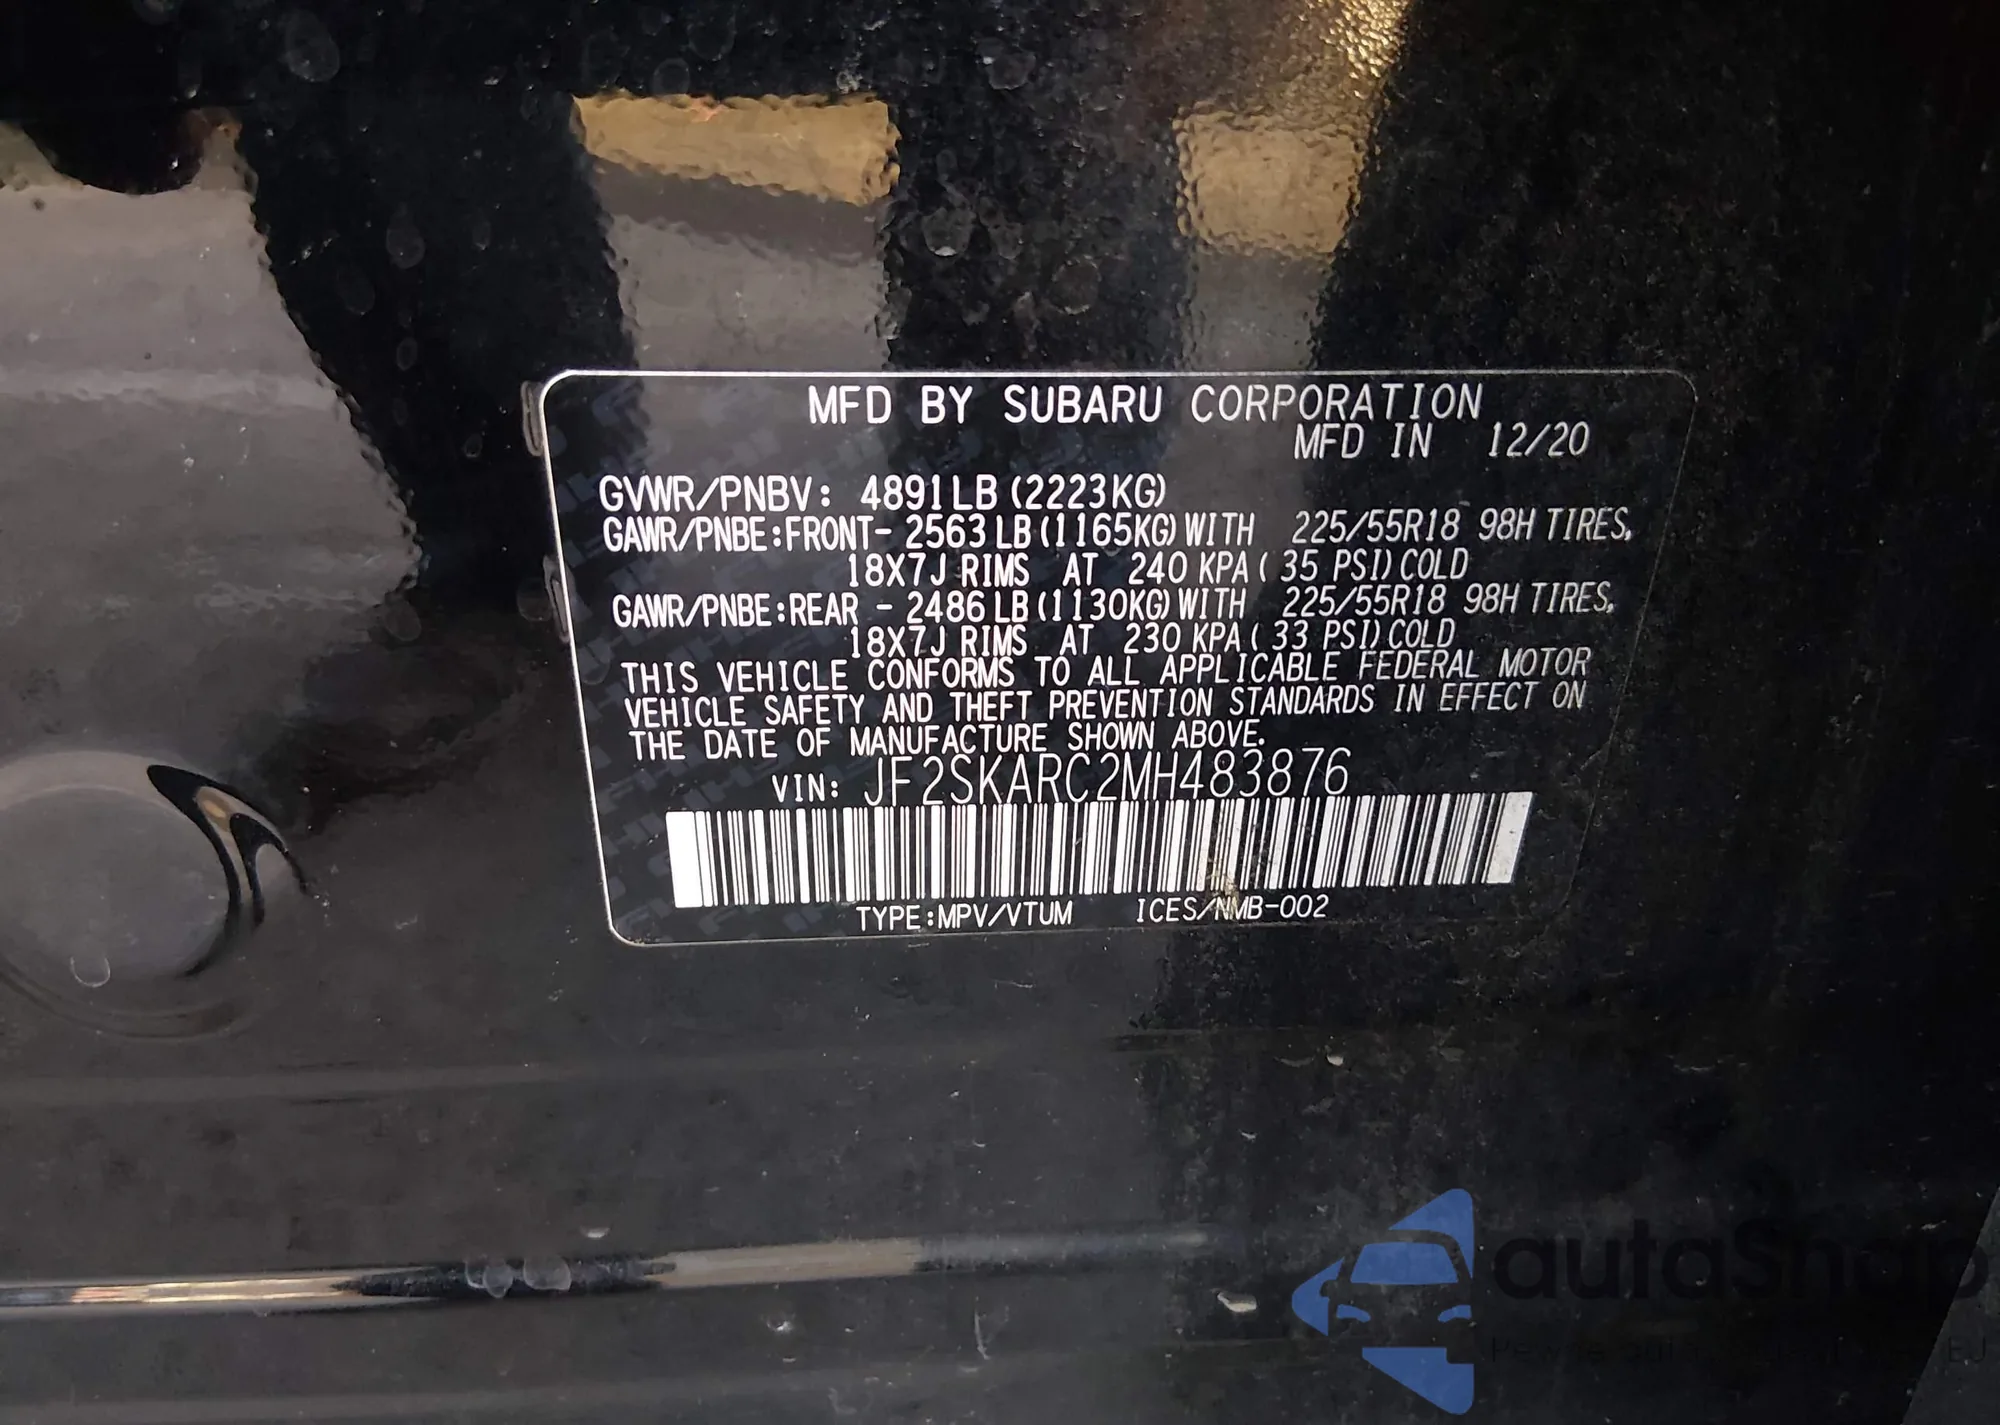 MFD BY SUBARU CORPORATION
MFD IN 12/20
GVWR/PNBV: 4891LB (2223KG)
GAWR/PNBE:FRONT- 2563 LB (1165KG) WITH 225/55R18 98H TIRES,
18X7J RIMS AT 240 KPA ( 35 PSI) COLD
GAWR/PNBE:REAR - 2486 LB (1130KG) WITH 225/55R18 98H TIRES,
18X7J RIMS AT 230 KPA ( 33 PSI) COLD
THIS VEHICLE CONFORMS TO ALL APPLICABLE FEDERAL MOTOR
VEHICLE SAFETY AND THEFT PREVENTION STANDARDS IN EFFECT ON
THE DATE OF MANUFACTURE SHOWN ABOVE.
VIN: JF2SKARC2MH483876
TYPE:MPV/VTUM ICES/NMB-002
autaSnap